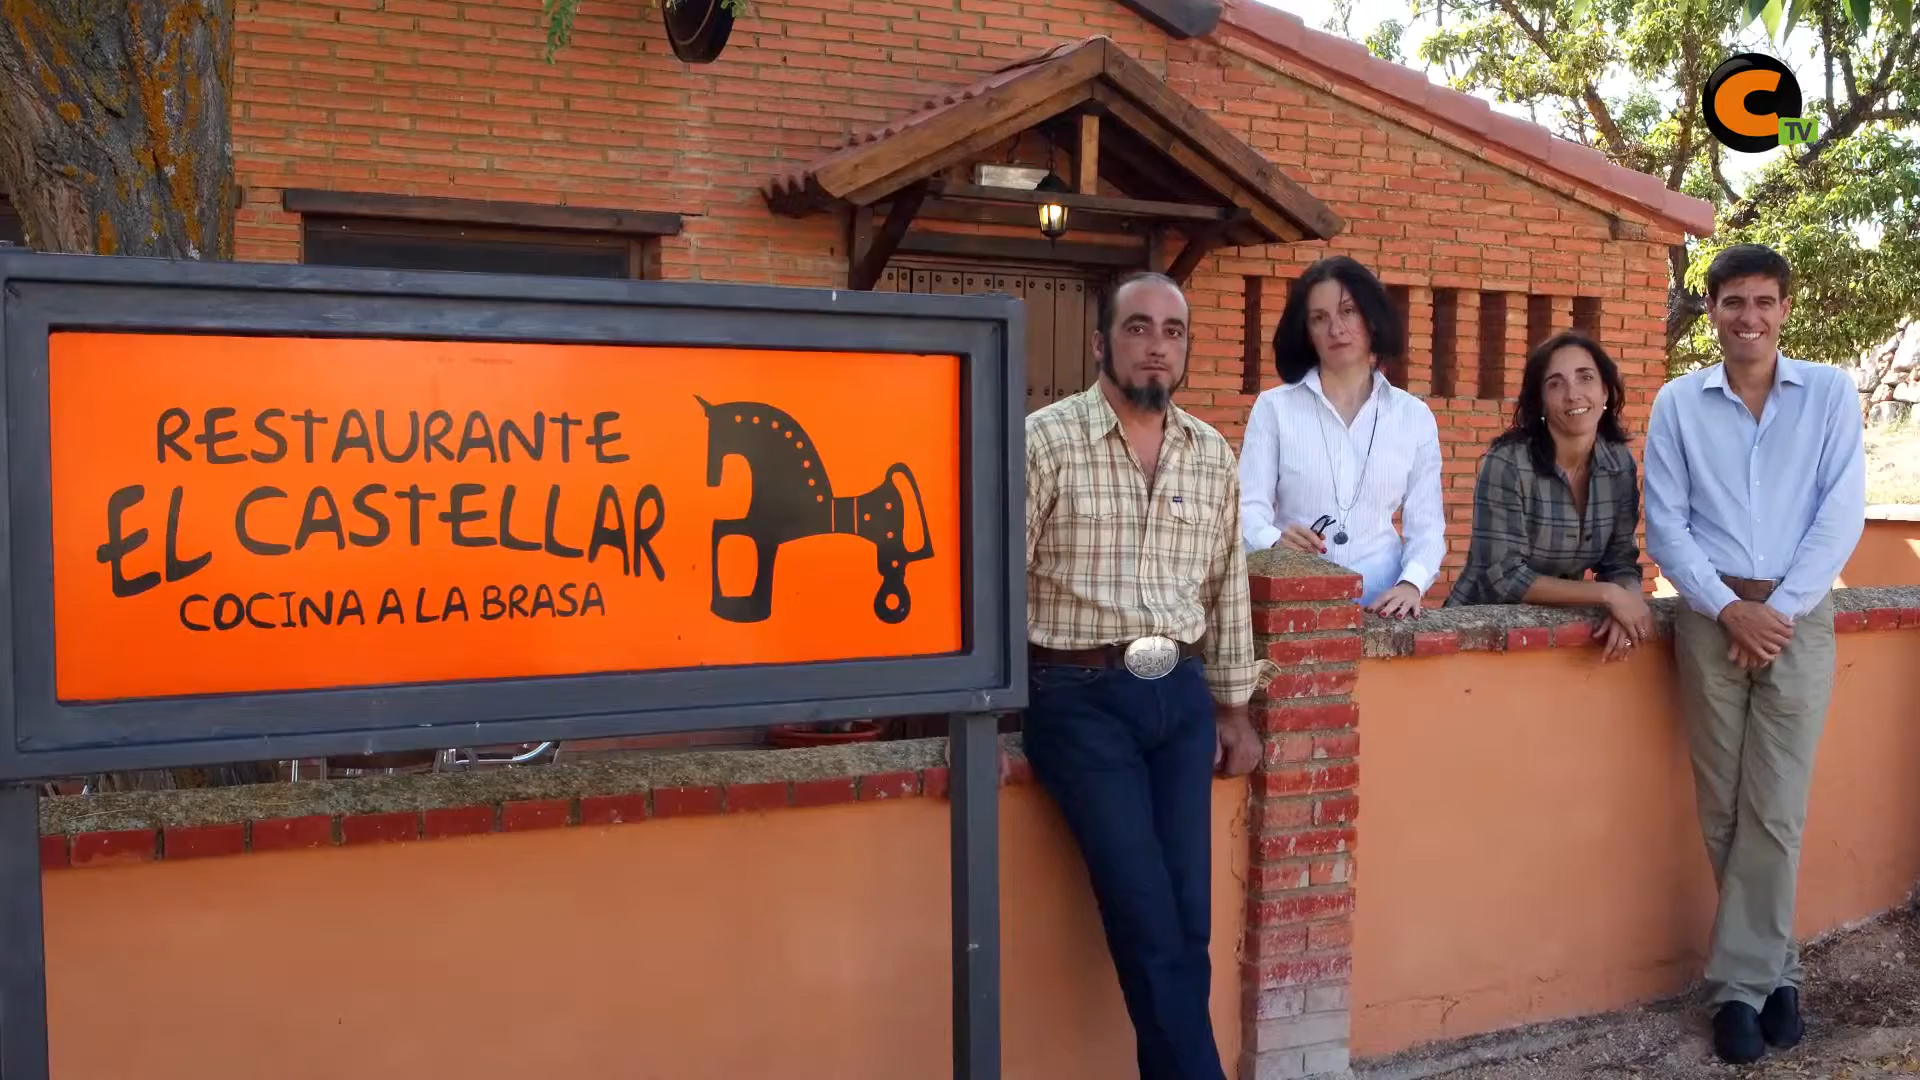 RESTAURANTE
EL CASTELLAR
COCINA A LA BRASA
C
TV